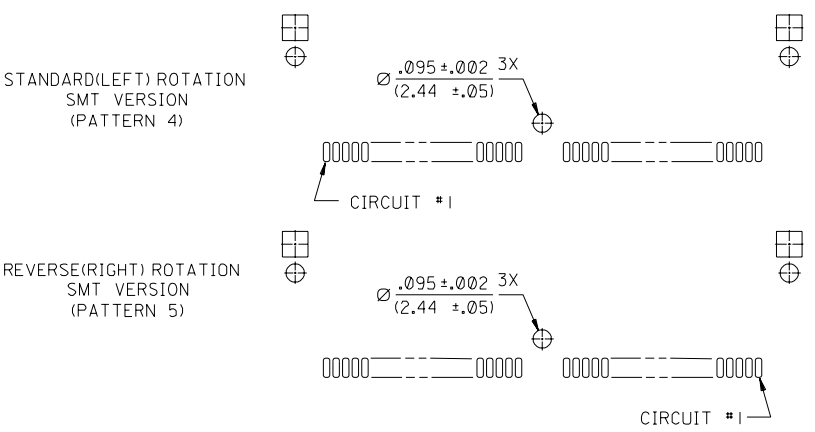 STANDARD(LEFT) ROTATION
SMT VERSION
(PATTERN 4)
Ø .095 ±.002 3X
(2.44 ±.05)
CIRCUIT #1
REVERSE(RIGHT) ROTATION
SMT VERSION
(PATTERN 5)
Ø .095 ±.002 3X
(2.44 ±.05)
CIRCUIT #1